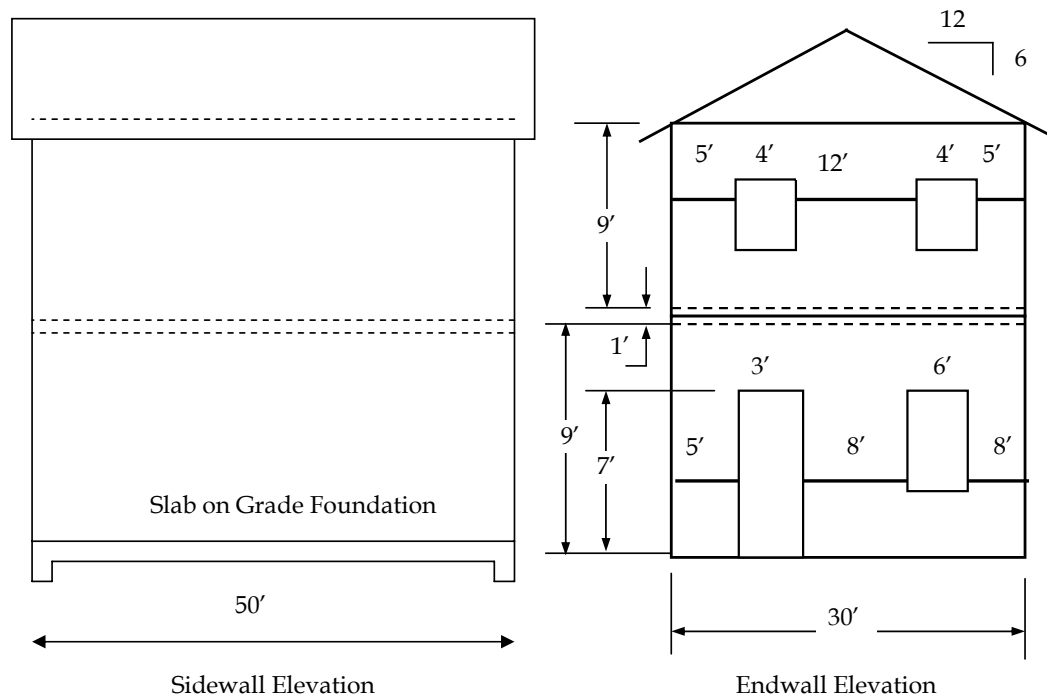 12
6
5′ 4′ 12′ 4′ 5′
9′
1′
3′ 6′
9′
7′
5′ 8′ 8′
Slab on Grade Foundation
50′
30′
Sidewall Elevation
Endwall Elevation